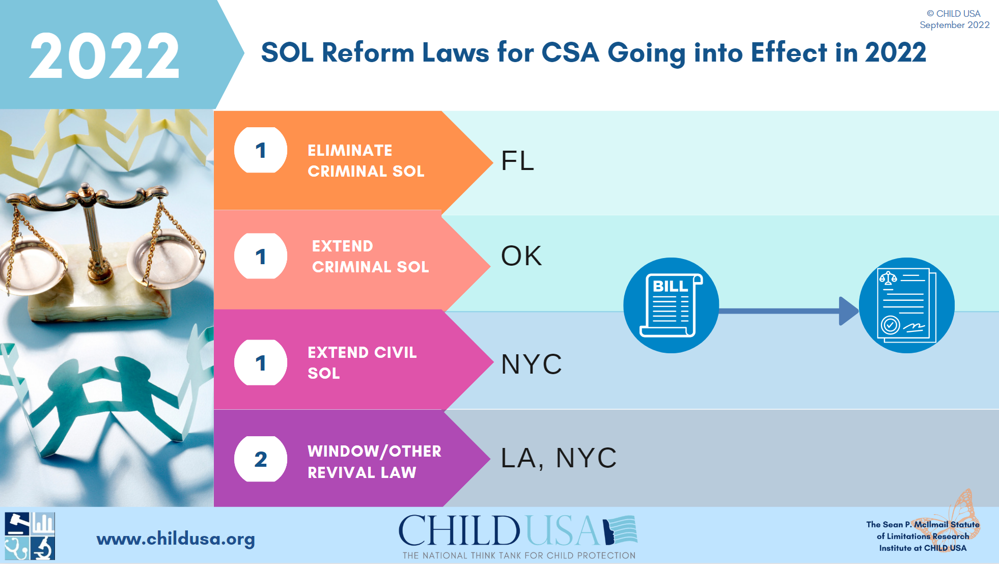 © CHILD USA
September 2022
2022
SOL Reform Laws for CSA Going into Effect in 2022
1
ELIMINATE
CRIMINAL SOL
FL
1
EXTEND
CRIMINAL SOL
OK
BILL
1
EXTEND CIVIL
SOL
NYC
2
WINDOW/OTHER
REVIVAL LAW
LA, NYC
www.childusa.org
CHILD USA
THE NATIONAL THINK TANK FOR CHILD PROTECTION
The Sean P. McIlmail Statute
of Limitations Research
Institute at CHILD USA